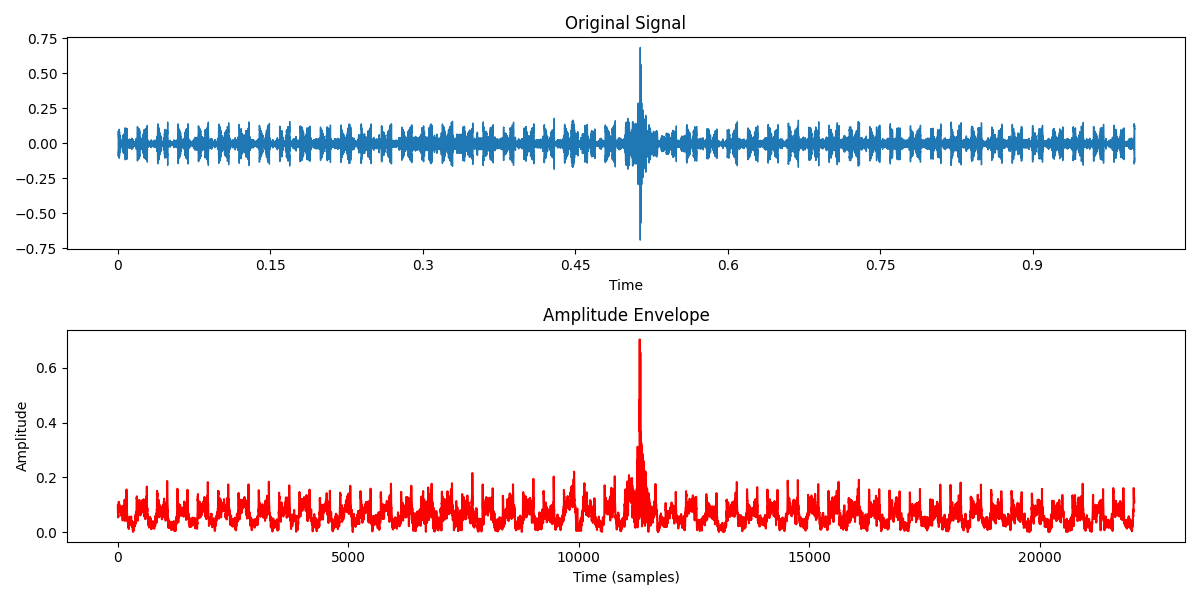 Original Signal
0.75
0.50
0.25
0.00
−0.25
−0.50
−0.75
0 0.15 0.3 0.45 0.6 0.75 0.9
Time
Amplitude Envelope
Amplitude
0.6
0.4
0.2
0.0
0 5000 10000 15000 20000
Time (samples)